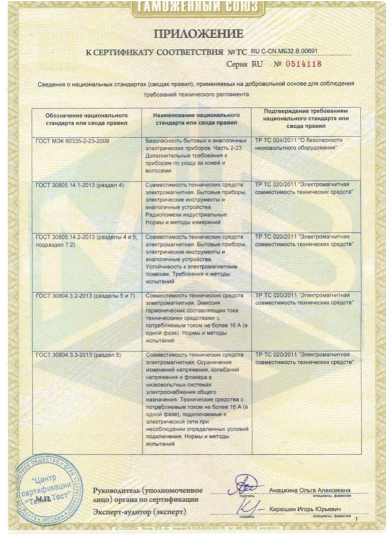 ТАМОЖЕННЫЙ СОЮЗ
ПРИЛОЖЕНИЕ
К СЕРТИФИКАТУ СООТВЕТСТВИЯ №ТС RU C-CN.МБ32.В.00691
Серия RU № 0514118
Сведения о национальных стандартах (сводах правил), применяемых на добровольной основе для соблюдения
требований технического регламента
Обозначение национального
стандарта или свода правил
Наименование национального
стандарта или свода правил
Подтверждение требованиям
национального стандарта или
свода правил
ГОСТ МЭК 60335-2-23-2009
Безопасность бытовых и аналогичных
электрических приборов. Часть 2-23.
Дополнительные требования к
приборам по уходу за кожей и
волосами
ТР ТС 004/2011 "О безопасности
низковольтного оборудования"
ГОСТ 30805.14.1-2013 (раздел 4)
Совместимость технических средств
электромагнитная. Бытовые приборы,
электрические инструменты и
аналогичные устройства.
Радиопомехи индустриальные.
Нормы и методы измерений
ТР ТС 020/2011 "Электромагнитная
совместимость технических средств"
ГОСТ 30805.14.2-2013 (разделы 4 и 5,
подраздел 7.2)
Совместимость технических средств
электромагнитная. Бытовые приборы,
электрические инструменты и
аналогичные устройства.
Устойчивость к электромагнитным
помехам. Требования и методы
испытаний
ТР ТС 020/2011 "Электромагнитная
совместимость технических средств"
ГОСТ 30804.3.2-2013 (разделы 5 и 7)
Совместимость технических средств
электромагнитная. Эмиссия
гармонических составляющих тока
техническими средствами с
потребляемым током не более 16 А (в
одной фазе). Нормы и методы
испытаний
ТР ТС 020/2011 "Электромагнитная
совместимость технических средств"
ГОСТ 30804.3.3-2013 (раздел 5)
Совместимость технических средств
электромагнитная. Ограничение
изменений напряжения, колебаний
напряжения и фликера в
низковольтных системах
электроснабжения общего
назначения. Технические средства с
потребляемым током не более 16 А (в
одной фазе), подключаемые к
электрической сети при
несоблюдении определенных условий
подключения. Нормы и методы
испытаний
ТР ТС 020/2011 "Электромагнитная
совместимость технических средств"
"Центр
сертификации
М.П.
Руководитель (уполномоченное
лицо) органа по сертификации
Анашкина Ольга Алексеевна
Эксперт-аудитор (эксперт)
Кирюшин Игорь Юрьевич
1